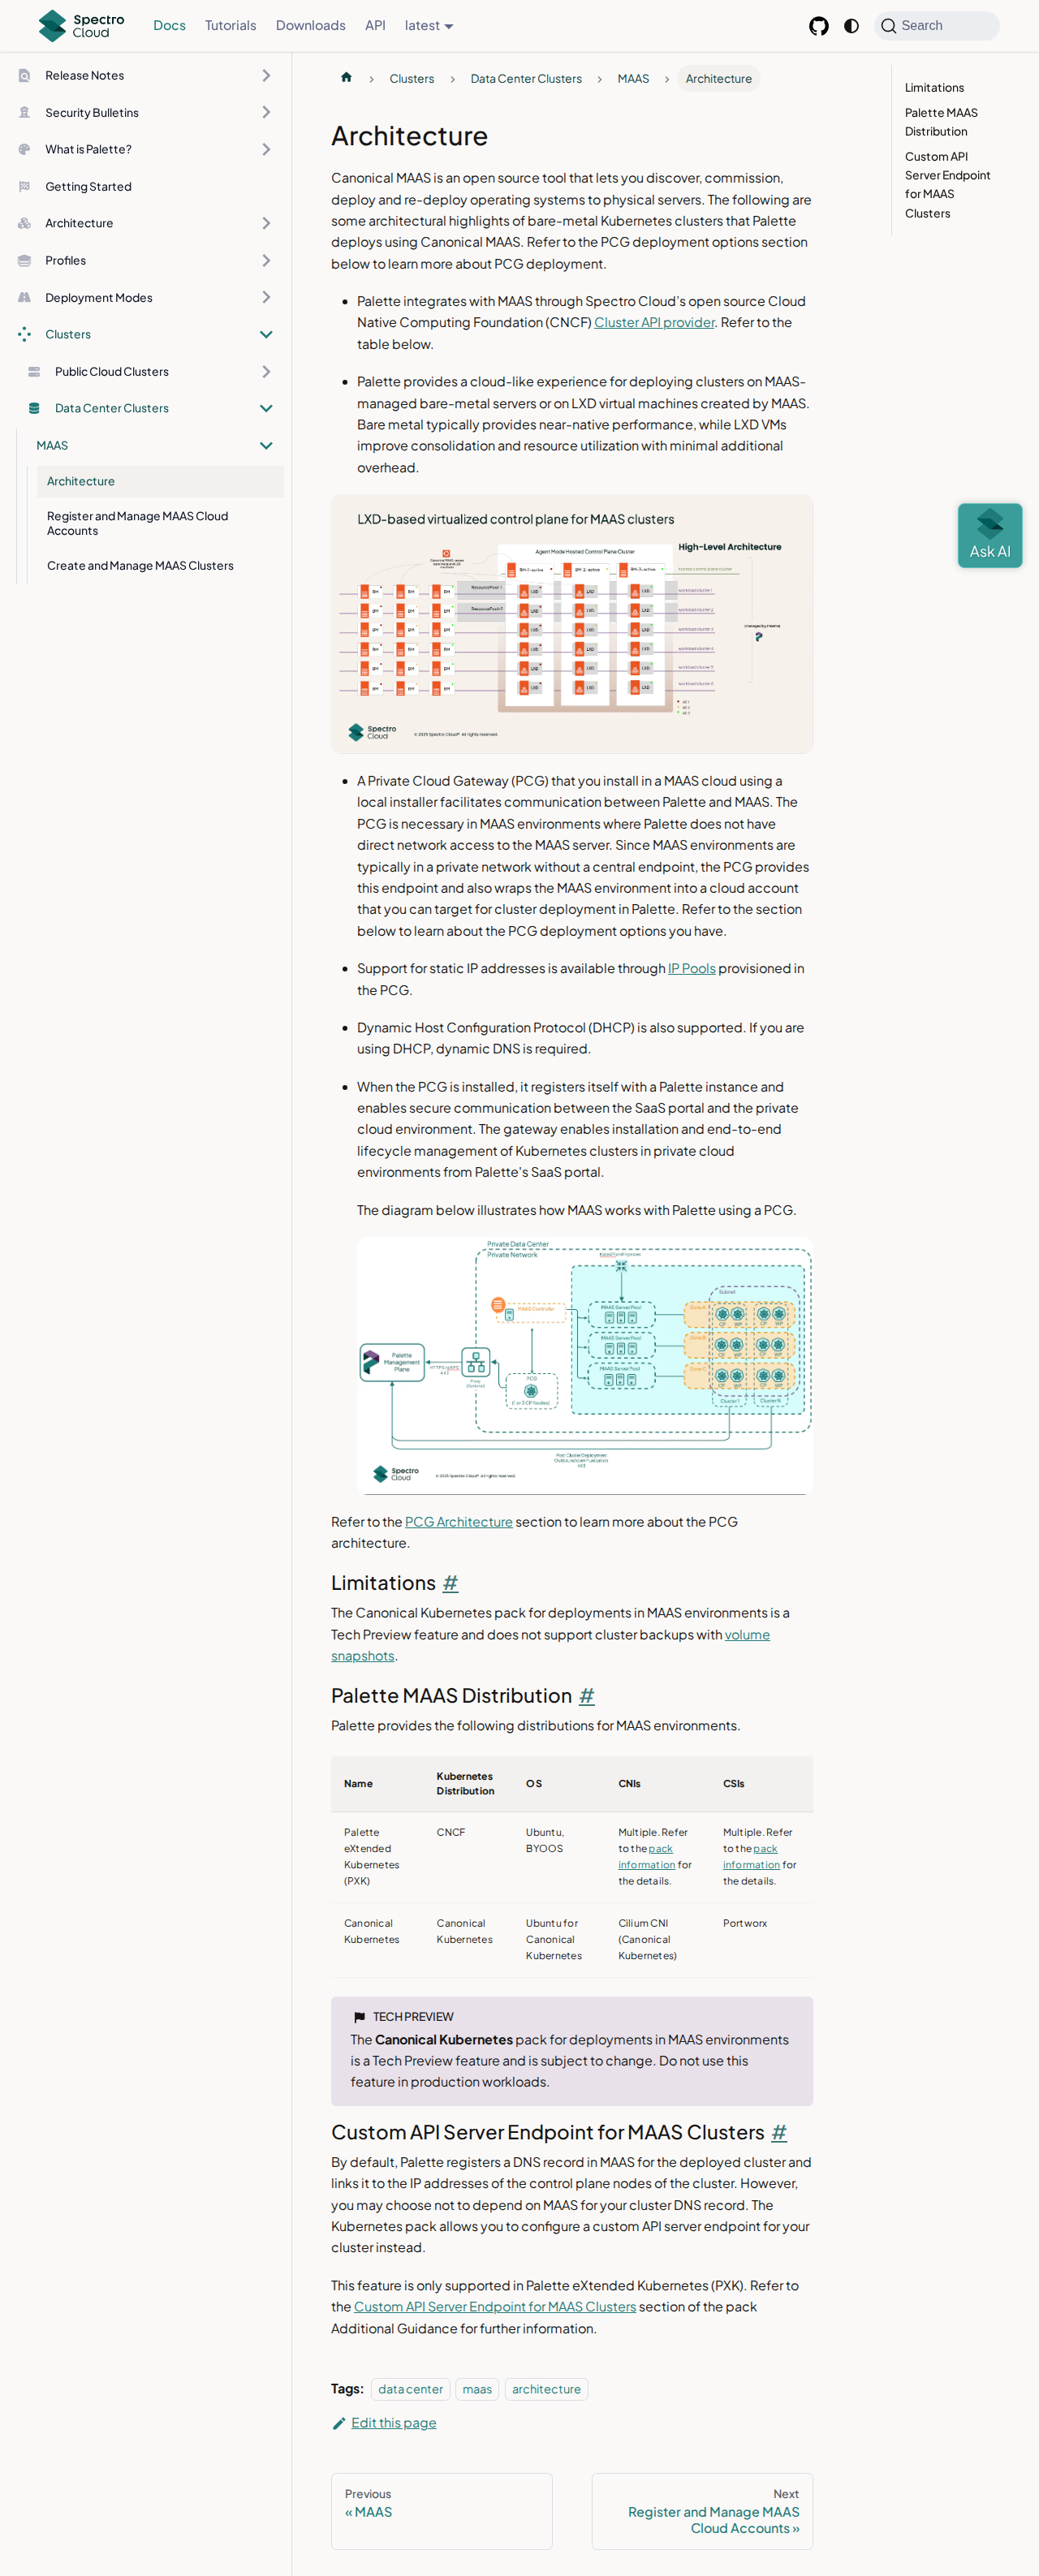 Spectro Cloud
Docs
Tutorials
Downloads
API
latest
Search
Release Notes
Security Bulletins
What is Palette?
Getting Started
Architecture
Profiles
Deployment Modes
Clusters
Public Cloud Clusters
Data Center Clusters
MAAS
Architecture
Register and Manage MAAS Cloud
Accounts
Create and Manage MAAS Clusters
Clusters
Data Center Clusters
MAAS
Architecture
Architecture
Canonical MAAS is an open source tool that lets you discover, commission,
deploy and re-deploy operating systems to physical servers. The following are
some architectural highlights of bare-metal Kubernetes clusters that Palette
deploys using Canonical MAAS. Refer to the PCG deployment options section
below to learn more about PCG deployment.
Palette integrates with MAAS through Spectro Cloud's open source Cloud
Native Computing Foundation (CNCF) Cluster API provider. Refer to the
table below.
Palette provides a cloud-like experience for deploying clusters on MAAS-
managed bare-metal servers or on LXD virtual machines created by MAAS.
Bare metal typically provides near-native performance, while LXD VMs
improve consolidation and resource utilization with minimal additional
overhead.
LXD-based virtualized control plane for MAAS clusters
High-Level Architecture
Agent Mode Hosted Control Plane Cluster
Spectro Cloud
© 2025 Spectro Cloud®. All rights reserved.
A Private Cloud Gateway (PCG) that you install in a MAAS cloud using a
local installer facilitates communication between Palette and MAAS. The
PCG is necessary in MAAS environments where Palette does not have
direct network access to the MAAS server. Since MAAS environments are
typically in a private network without a central endpoint, the PCG provides
this endpoint and also wraps the MAAS environment into a cloud account
that you can target for cluster deployment in Palette. Refer to the section
below to learn about the PCG deployment options you have.
Support for static IP addresses is available through IP Pools provisioned in
the PCG.
Dynamic Host Configuration Protocol (DHCP) is also supported. If you are
using DHCP, dynamic DNS is required.
When the PCG is installed, it registers itself with a Palette instance and
enables secure communication between the SaaS portal and the private
cloud environment. The gateway enables installation and end-to-end
lifecycle management of Kubernetes clusters in private cloud
environments from Palette's SaaS portal.
The diagram below illustrates how MAAS works with Palette using a PCG.
Private Data Center
Private Network
Subnet
MAAS Controller
MAAS Server Pool
MAAS Server Pool
MAAS Server Pool
Palette
Management
Plane
PCG
(1 or 3 CP Nodes)
Cluster 1
Cluster N
Spectro Cloud
© 2025 Spectro Cloud®. All rights reserved.
Refer to the PCG Architecture section to learn more about the PCG
architecture.
Limitations #
The Canonical Kubernetes pack for deployments in MAAS environments is a
Tech Preview feature and does not support cluster backups with volume
snapshots.
Palette MAAS Distribution #
Palette provides the following distributions for MAAS environments.
Name
Kubernetes Distribution
OS
CNIs
CSIs
Palette eXtended Kubernetes (PXK)
CNCF
Ubuntu, BYOOS
Multiple. Refer to the pack information for the details.
Multiple. Refer to the pack information for the details.
Canonical Kubernetes
Canonical Kubernetes
Ubuntu for Canonical Kubernetes
Cilium CNI (Canonical Kubernetes)
Portworx
TECH PREVIEW
The Canonical Kubernetes pack for deployments in MAAS environments
is a Tech Preview feature and is subject to change. Do not use this
feature in production workloads.
Custom API Server Endpoint for MAAS Clusters #
By default, Palette registers a DNS record in MAAS for the deployed cluster and
links it to the IP addresses of the control plane nodes of the cluster. However,
you may choose not to depend on MAAS for your cluster DNS record. The
Kubernetes pack allows you to configure a custom API server endpoint for your
cluster instead.
This feature is only supported in Palette eXtended Kubernetes (PXK). Refer to
the Custom API Server Endpoint for MAAS Clusters section of the pack
Additional Guidance for further information.
Tags: data center maas architecture
Edit this page
Previous
« MAAS
Next
Register and Manage MAAS
Cloud Accounts »
Limitations
Palette MAAS
Distribution
Custom API
Server Endpoint
for MAAS
Clusters
Ask AI